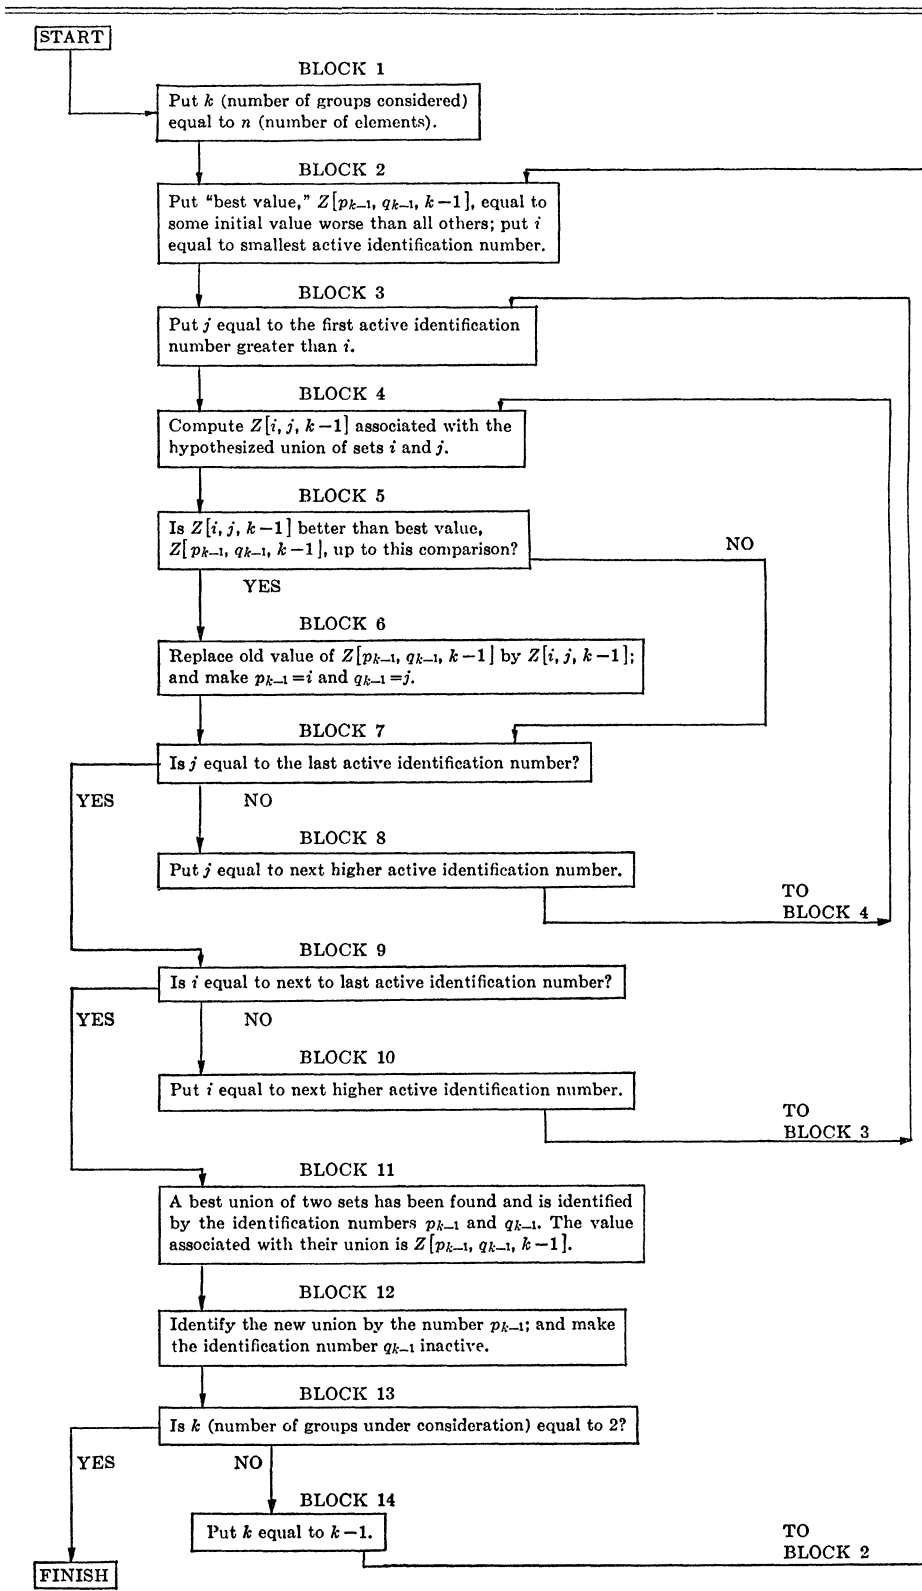 START
BLOCK 1
Put k (number of groups considered)
equal to n (number of elements).
BLOCK 2
Put "best value," Z[pₖ₋₁, qₖ₋₁, k−1], equal to
some initial value worse than all others; put i
equal to smallest active identification number.
BLOCK 3
Put j equal to the first active identification
number greater than i.
BLOCK 4
Compute Z[i, j, k−1] associated with the
hypothesized union of sets i and j.
BLOCK 5
Is Z[i, j, k−1] better than best value,
Z[pₖ₋₁, qₖ₋₁, k−1], up to this comparison?
NO
YES
BLOCK 6
Replace old value of Z[pₖ₋₁, qₖ₋₁, k−1] by Z[i, j, k−1];
and make pₖ₋₁=i and qₖ₋₁=j.
BLOCK 7
Is j equal to the last active identification number?
YES
NO
BLOCK 8
Put j equal to next higher active identification number.
TO
BLOCK 4
BLOCK 9
Is i equal to next to last active identification number?
YES
NO
BLOCK 10
Put i equal to next higher active identification number.
TO
BLOCK 3
BLOCK 11
A best union of two sets has been found and is identified
by the identification numbers pₖ₋₁ and qₖ₋₁. The value
associated with their union is Z[pₖ₋₁, qₖ₋₁, k−1].
BLOCK 12
Identify the new union by the number pₖ₋₁; and make
the identification number qₖ₋₁ inactive.
BLOCK 13
Is k (number of groups under consideration) equal to 2?
YES
NO
BLOCK 14
Put k equal to k−1.
TO
BLOCK 2
FINISH